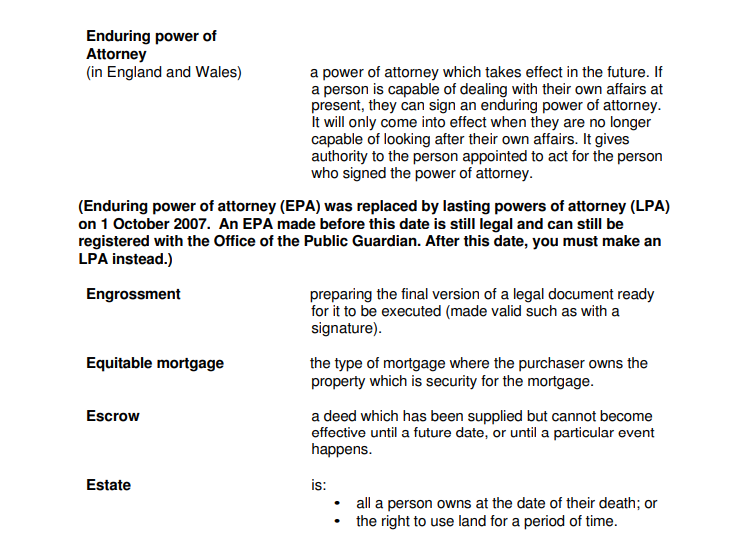 Enduring power of
Attorney
(in England and Wales) a power of attorney which takes effect in the future. If
a person is capable of dealing with their own affairs at
present, they can sign an enduring power of attorney.
It will only come into effect when they are no longer
capable of looking after their own affairs. It gives
authority to the person appointed to act for the person
who signed the power of attorney.
(Enduring power of attorney (EPA) was replaced by lasting powers of attorney (LPA)
on 1 October 2007. An EPA made before this date is still legal and can still be
registered with the Office of the Public Guardian. After this date, you must make an
LPA instead.)
Engrossment preparing the final version of a legal document ready
for it to be executed (made valid such as with a
signature).
Equitable mortgage the type of mortgage where the purchaser owns the
property which is security for the mortgage.
Escrow a deed which has been supplied but cannot become
effective until a future date, or until a particular event
happens.
Estate is:
• all a person owns at the date of their death; or
• the right to use land for a period of time.